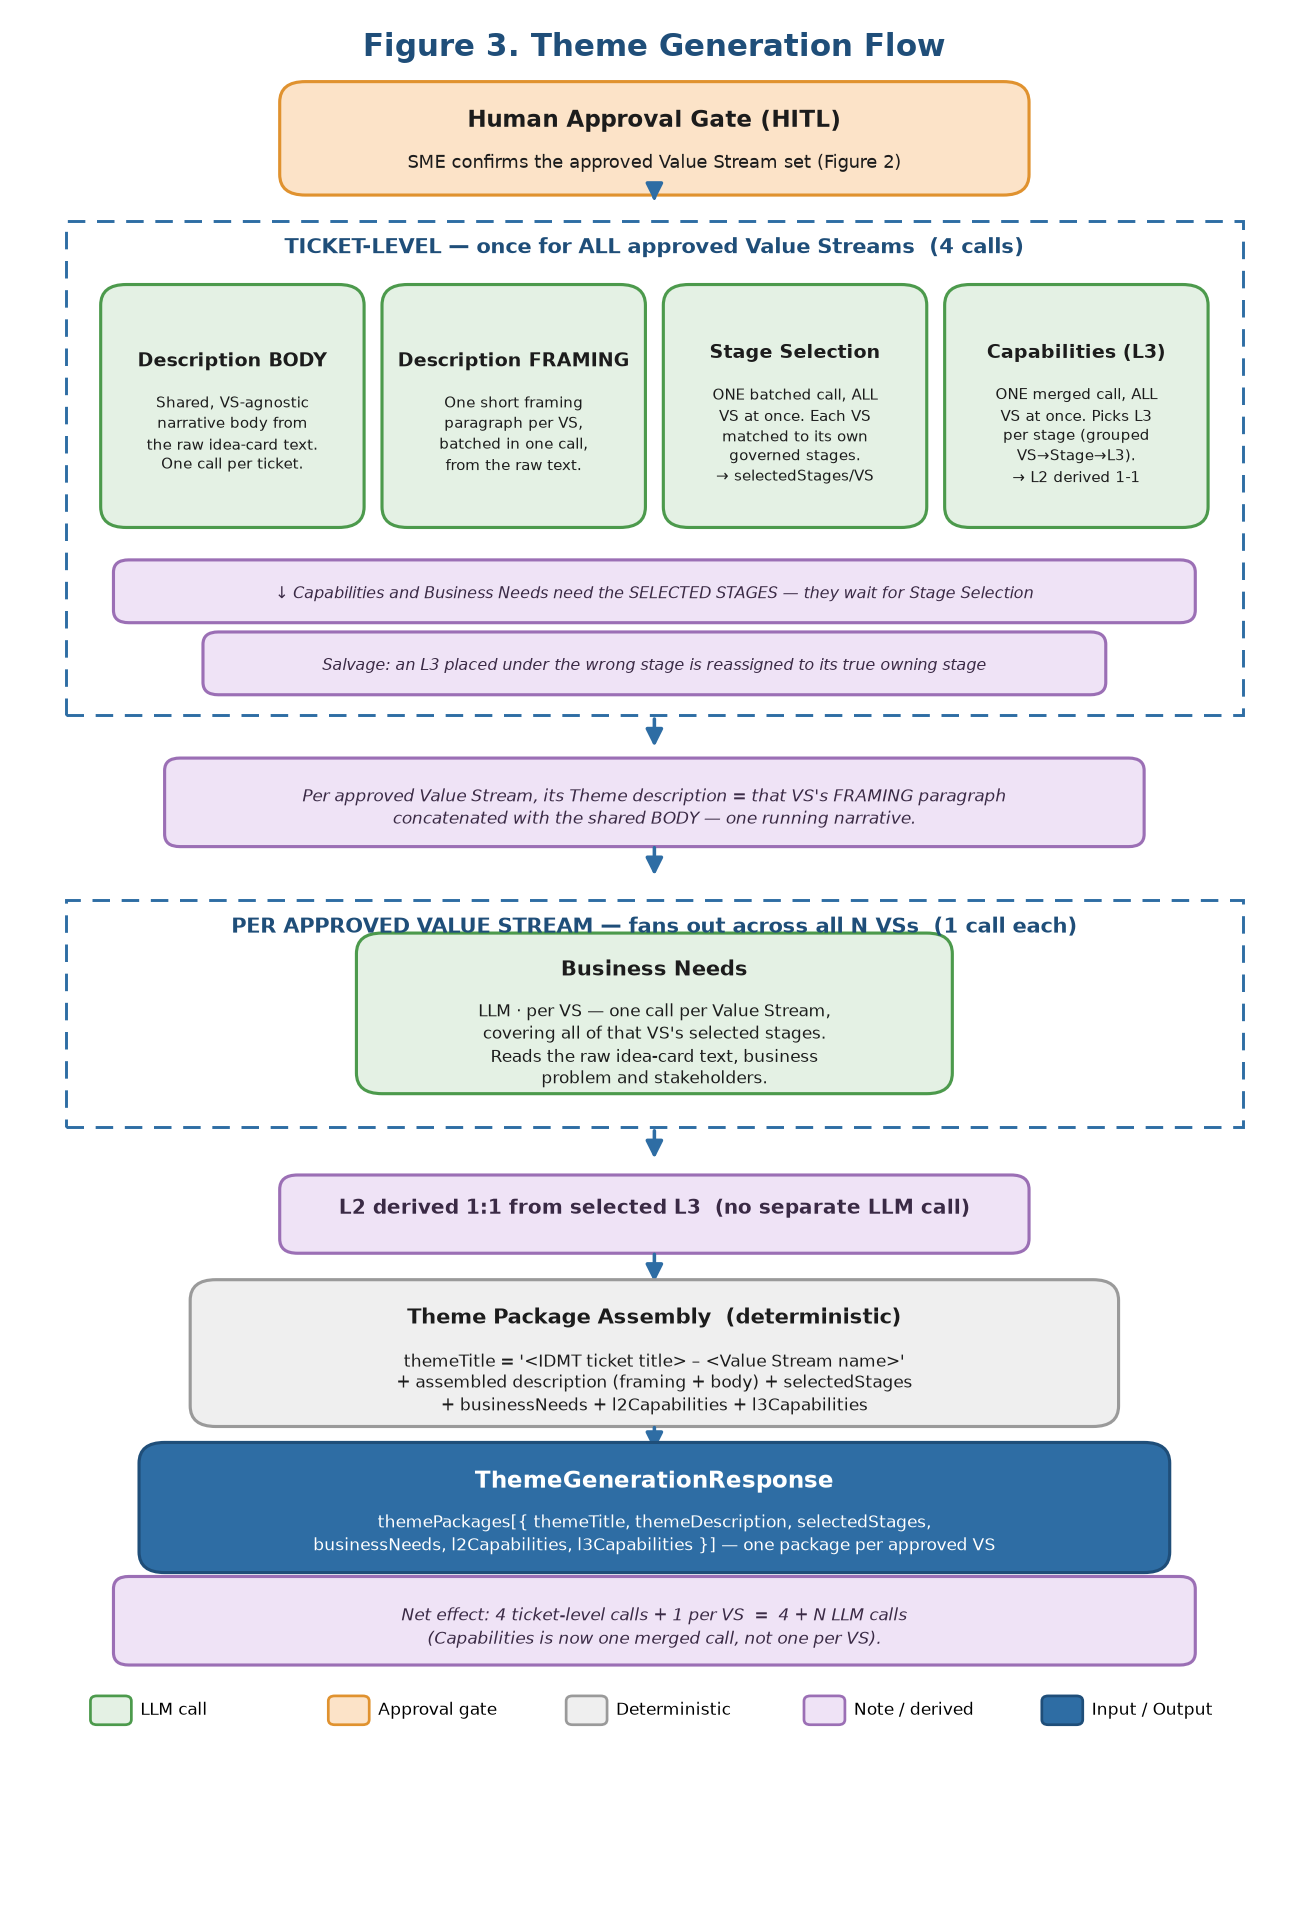 Figure 3. Theme Generation Flow
Human Approval Gate (HITL)
SME confirms the approved Value Stream set (Figure 2)
TICKET-LEVEL — once for ALL approved Value Streams  (4 calls)
Description BODY
Shared, VS-agnostic
narrative body from
the raw idea-card text.
One call per ticket.
Description FRAMING
One short framing
paragraph per VS,
batched in one call,
from the raw text.
Stage Selection
ONE batched call, ALL
VS at once. Each VS
matched to its own
governed stages.
→ selectedStages/VS
Capabilities (L3)
ONE merged call, ALL
VS at once. Picks L3
per stage (grouped
VS→Stage→L3).
→ L2 derived 1-1
↓ Capabilities and Business Needs need the SELECTED STAGES — they wait for Stage Selection
Salvage: an L3 placed under the wrong stage is reassigned to its true owning stage
Per approved Value Stream, its Theme description = that VS's FRAMING paragraph
concatenated with the shared BODY — one running narrative.
PER APPROVED VALUE STREAM — fans out across all N VSs  (1 call each)
Business Needs
LLM · per VS — one call per Value Stream,
covering all of that VS's selected stages.
Reads the raw idea-card text, business
problem and stakeholders.
L2 derived 1:1 from selected L3  (no separate LLM call)
Theme Package Assembly  (deterministic)
themeTitle = '<IDMT ticket title> – <Value Stream name>'
+ assembled description (framing + body) + selectedStages
+ businessNeeds + l2Capabilities + l3Capabilities
ThemeGenerationResponse
themePackages[{ themeTitle, themeDescription, selectedStages,
businessNeeds, l2Capabilities, l3Capabilities }] — one package per approved VS
Net effect: 4 ticket-level calls + 1 per VS  =  4 + N LLM calls
(Capabilities is now one merged call, not one per VS).
LLM call
Approval gate
Deterministic
Note / derived
Input / Output